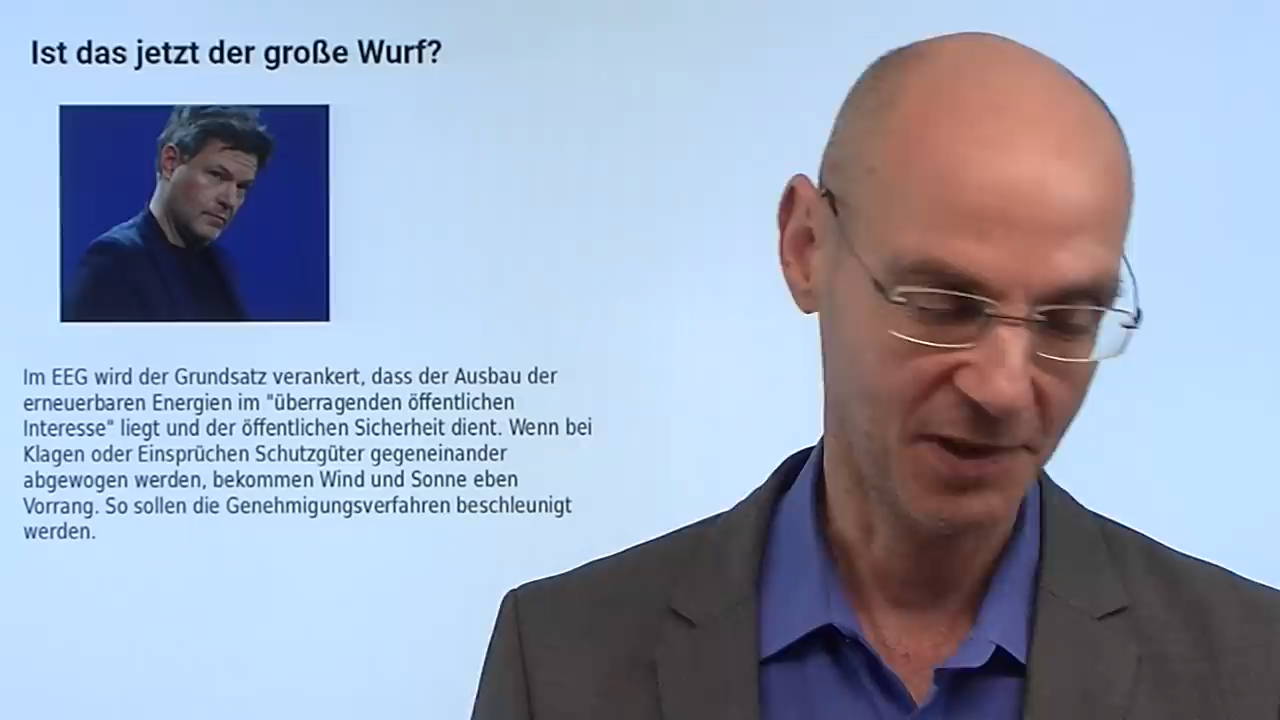 Ist das jetzt der große Wurf?
Im EEG wird der Grundsatz verankert, dass der Ausbau der
erneuerbaren Energien im "überragenden öffentlichen
Interesse" liegt und der öffentlichen Sicherheit dient. Wenn bei
Klagen oder Einsprüchen Schutzgüter gegeneinander
abgewogen werden, bekommen Wind und Sonne eben
Vorrang. So sollen die Genehmigungsverfahren beschleunigt
werden.